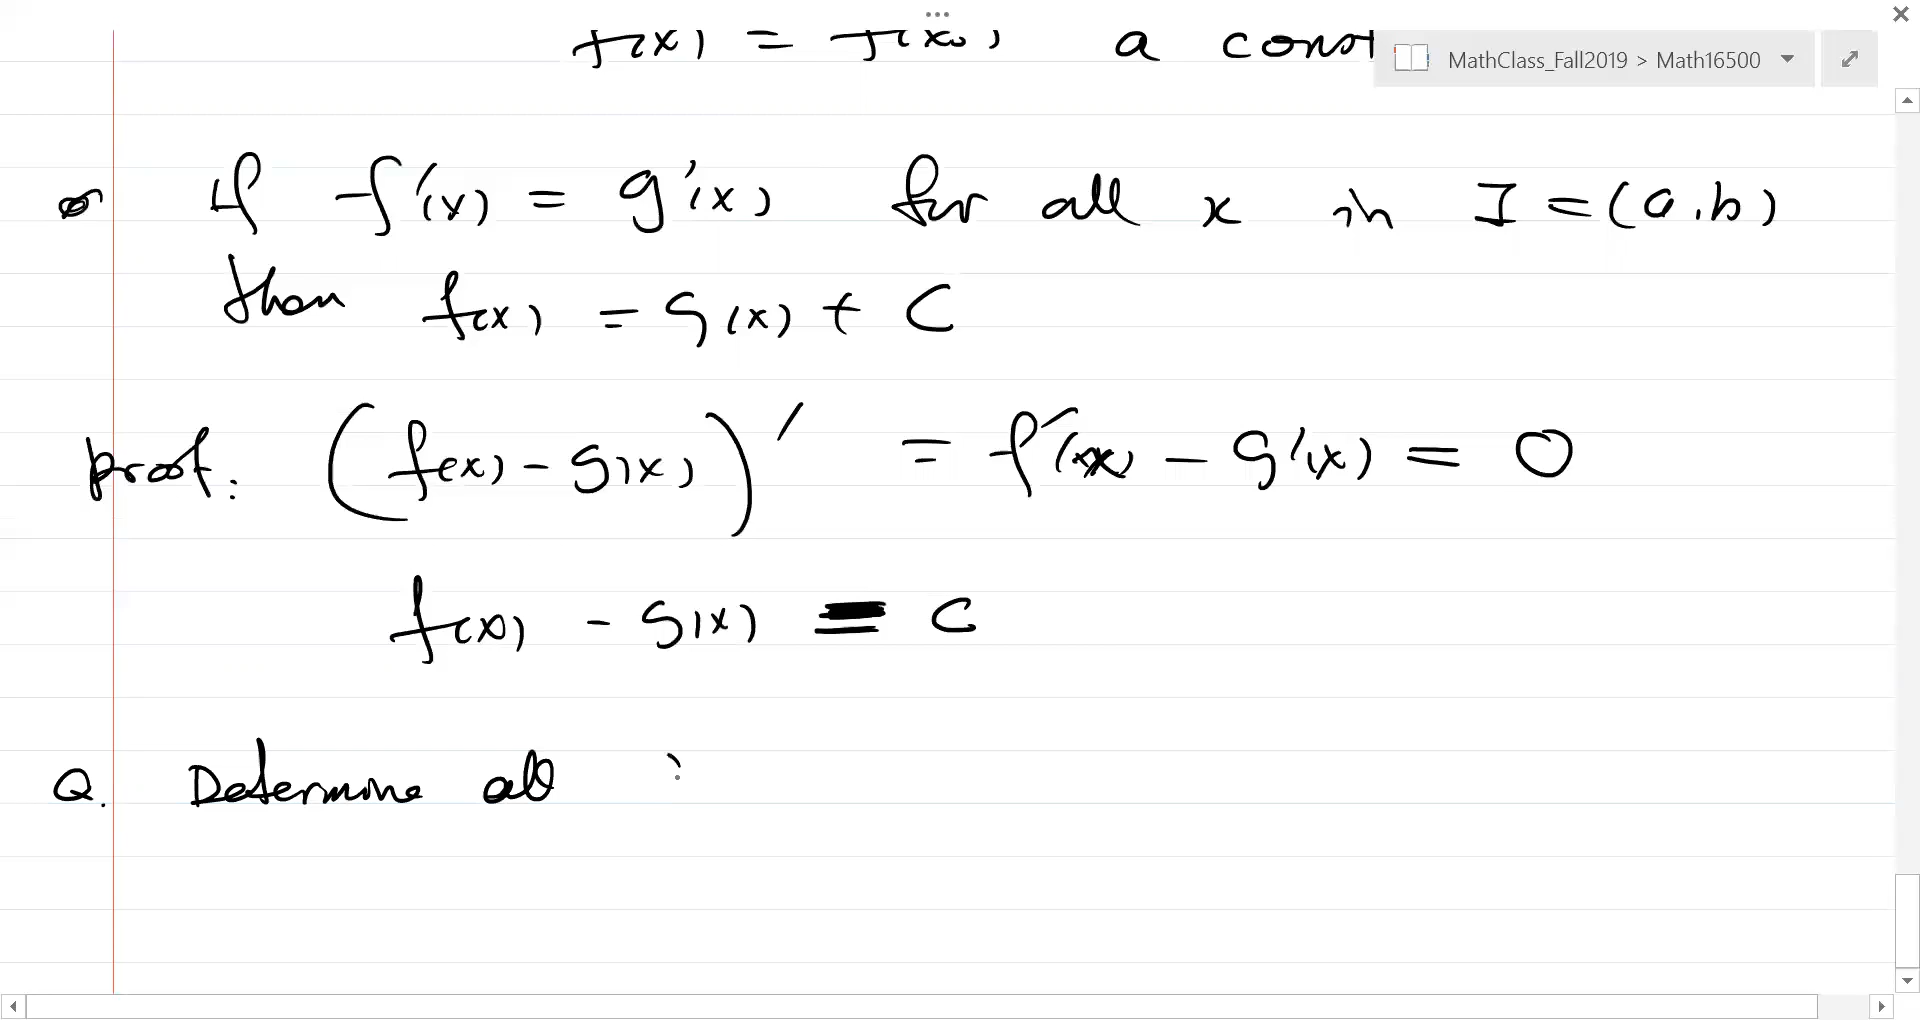 f(x) = f(x₀) a const
MathClass_Fall2019 > Math16500
If f'(x) = g'(x) for all x in I = (a,b)
then f(x) = g(x) + C
proof: (f(x) - g(x))' = f'(x) - g'(x) = 0
f(x) - g(x) = C
Q. Determine all